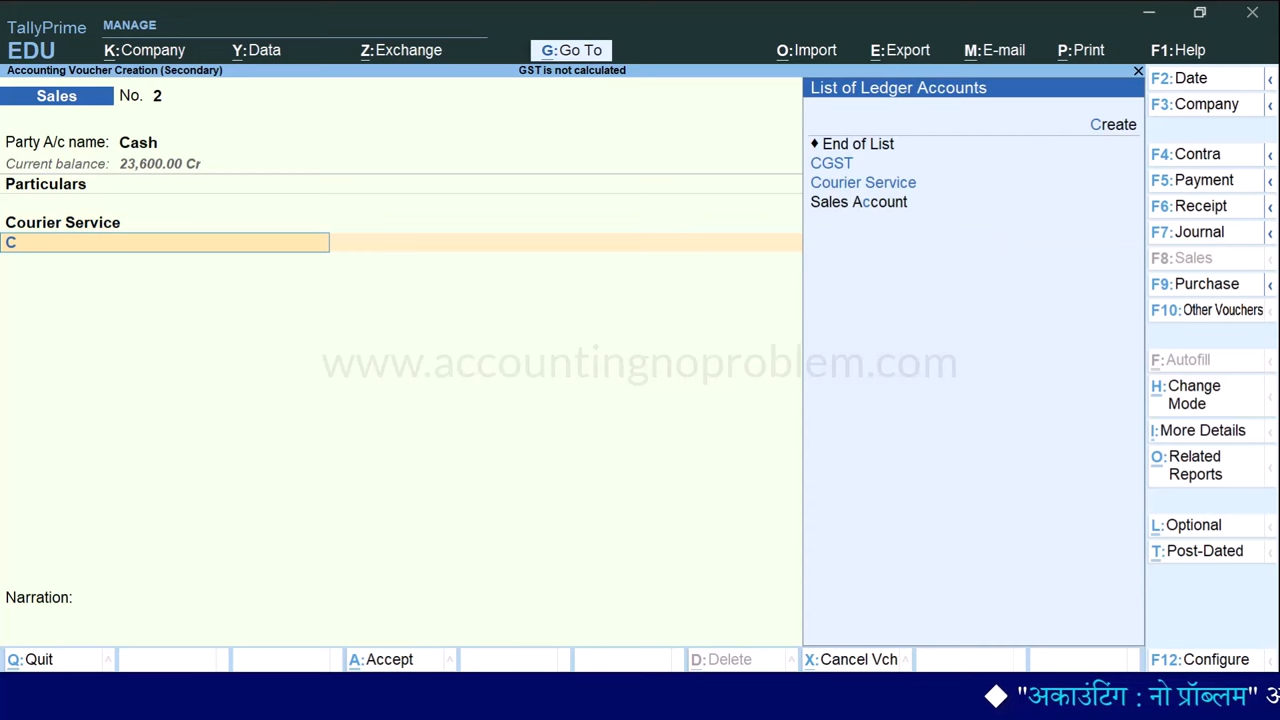 TallyPrime MANAGE
EDU K:Company Y:Data Z:Exchange G:Go To O:Import E:Export M:E-mail P:Print F1:Help
Accounting Voucher Creation (Secondary) GST is not calculated
Sales No. 2
Party A/c name: Cash
Current balance: 23,600.00 Cr
Particulars
Courier Service
C
Narration:
List of Ledger Accounts
Create
♦ End of List
CGST
Courier Service
Sales Account
F2:Date
F3:Company
F4:Contra
F5:Payment
F6:Receipt
F7:Journal
F8:Sales
F9:Purchase
F10:Other Vouchers
F:Autofill
H:Change
Mode
I:More Details
O:Related
Reports
L:Optional
T:Post-Dated
www.accountingnoproblem.com
Q:Quit A:Accept D:Delete X:Cancel Vch F12:Configure
◆ "अकाउंटिंग : नो प्रॉब्लम"